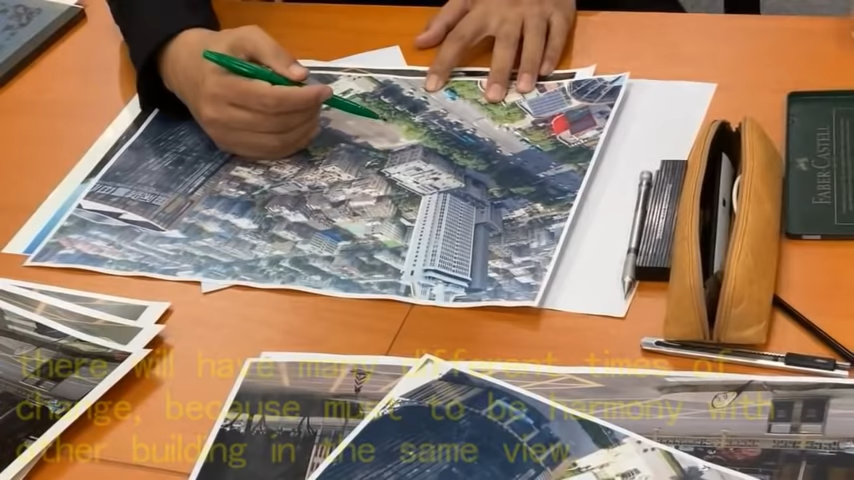 FABER CASTELL
there will have many different times of
change, because must to be harmony with
other building in the same view